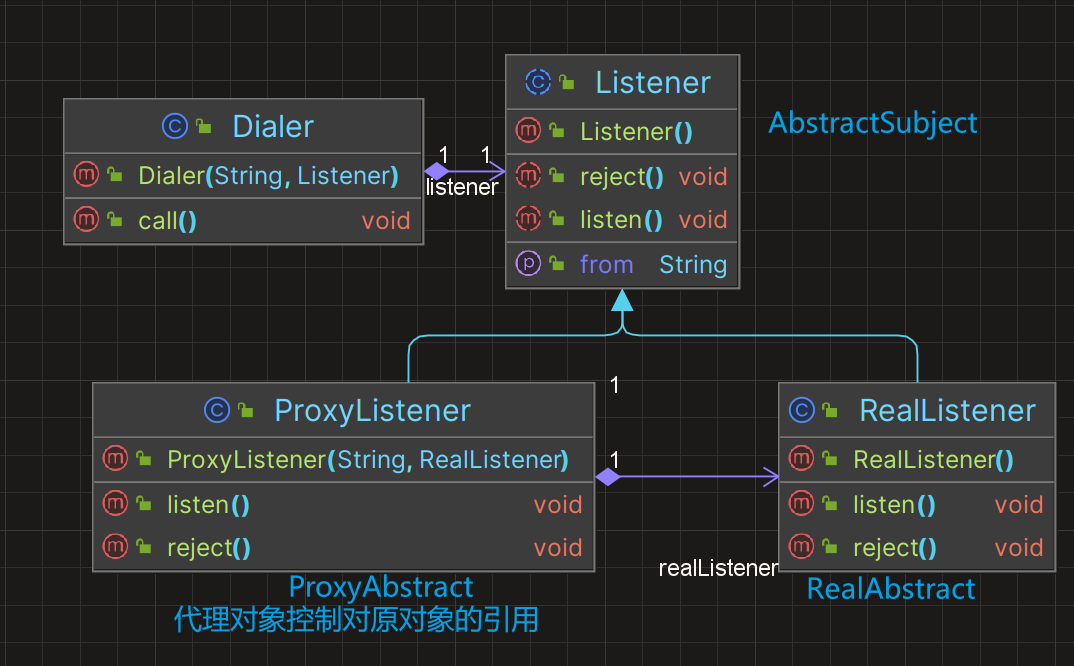 Listener
Listener()
reject() void
listen() void
from String
AbstractSubject
Dialer
Dialer(String, Listener)
call() void
1 1
listener
ProxyListener
ProxyListener(String, RealListener)
listen() void
reject() void
ProxyAbstract
代理对象控制对原对象的引用
1
1
realListener
RealListener
RealListener()
listen() void
reject() void
RealAbstract